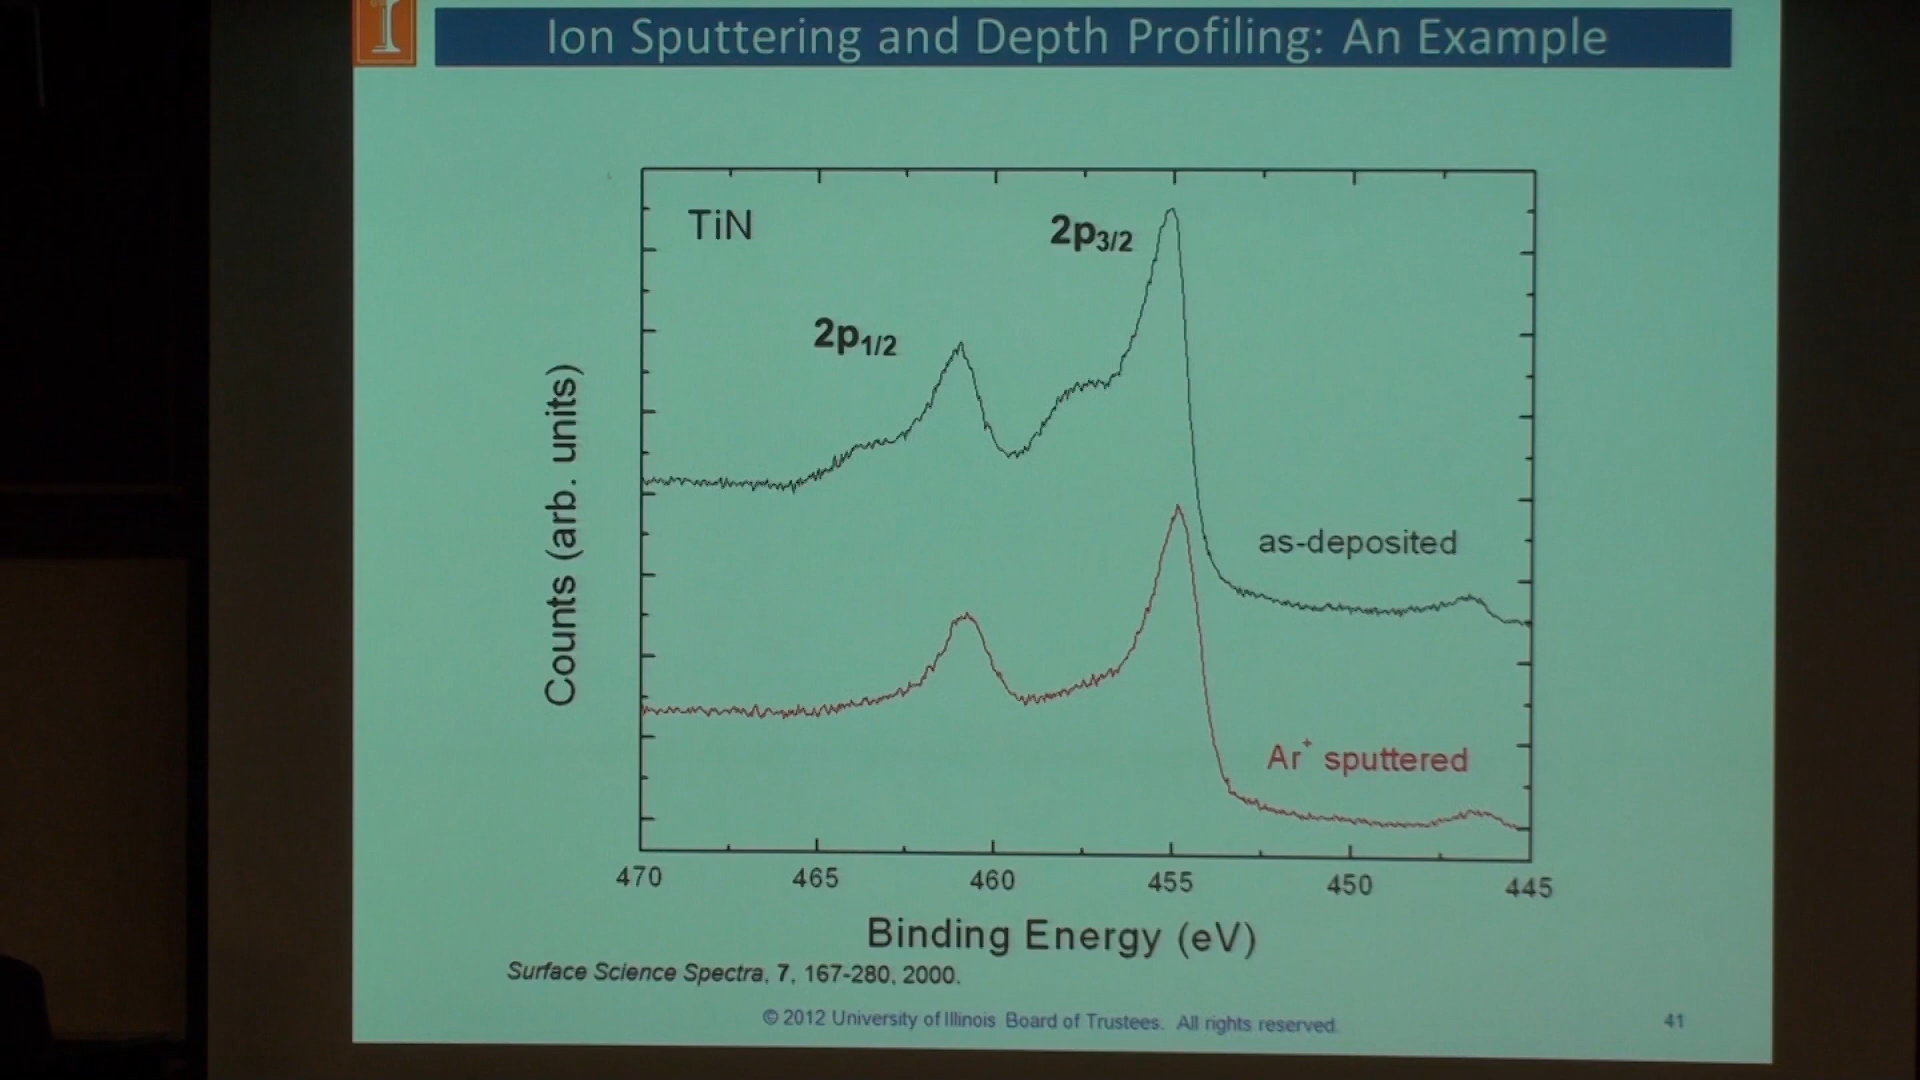 I
Ion Sputtering and Depth Profiling: An Example
TiN
2p3/2
2p1/2
as-deposited
Ar+ sputtered
Counts (arb. units)
470 465 460 455 450 445
Binding Energy (eV)
Surface Science Spectra, 7, 167-280, 2000.
© 2012 University of Illinois Board of Trustees. All rights reserved.
41